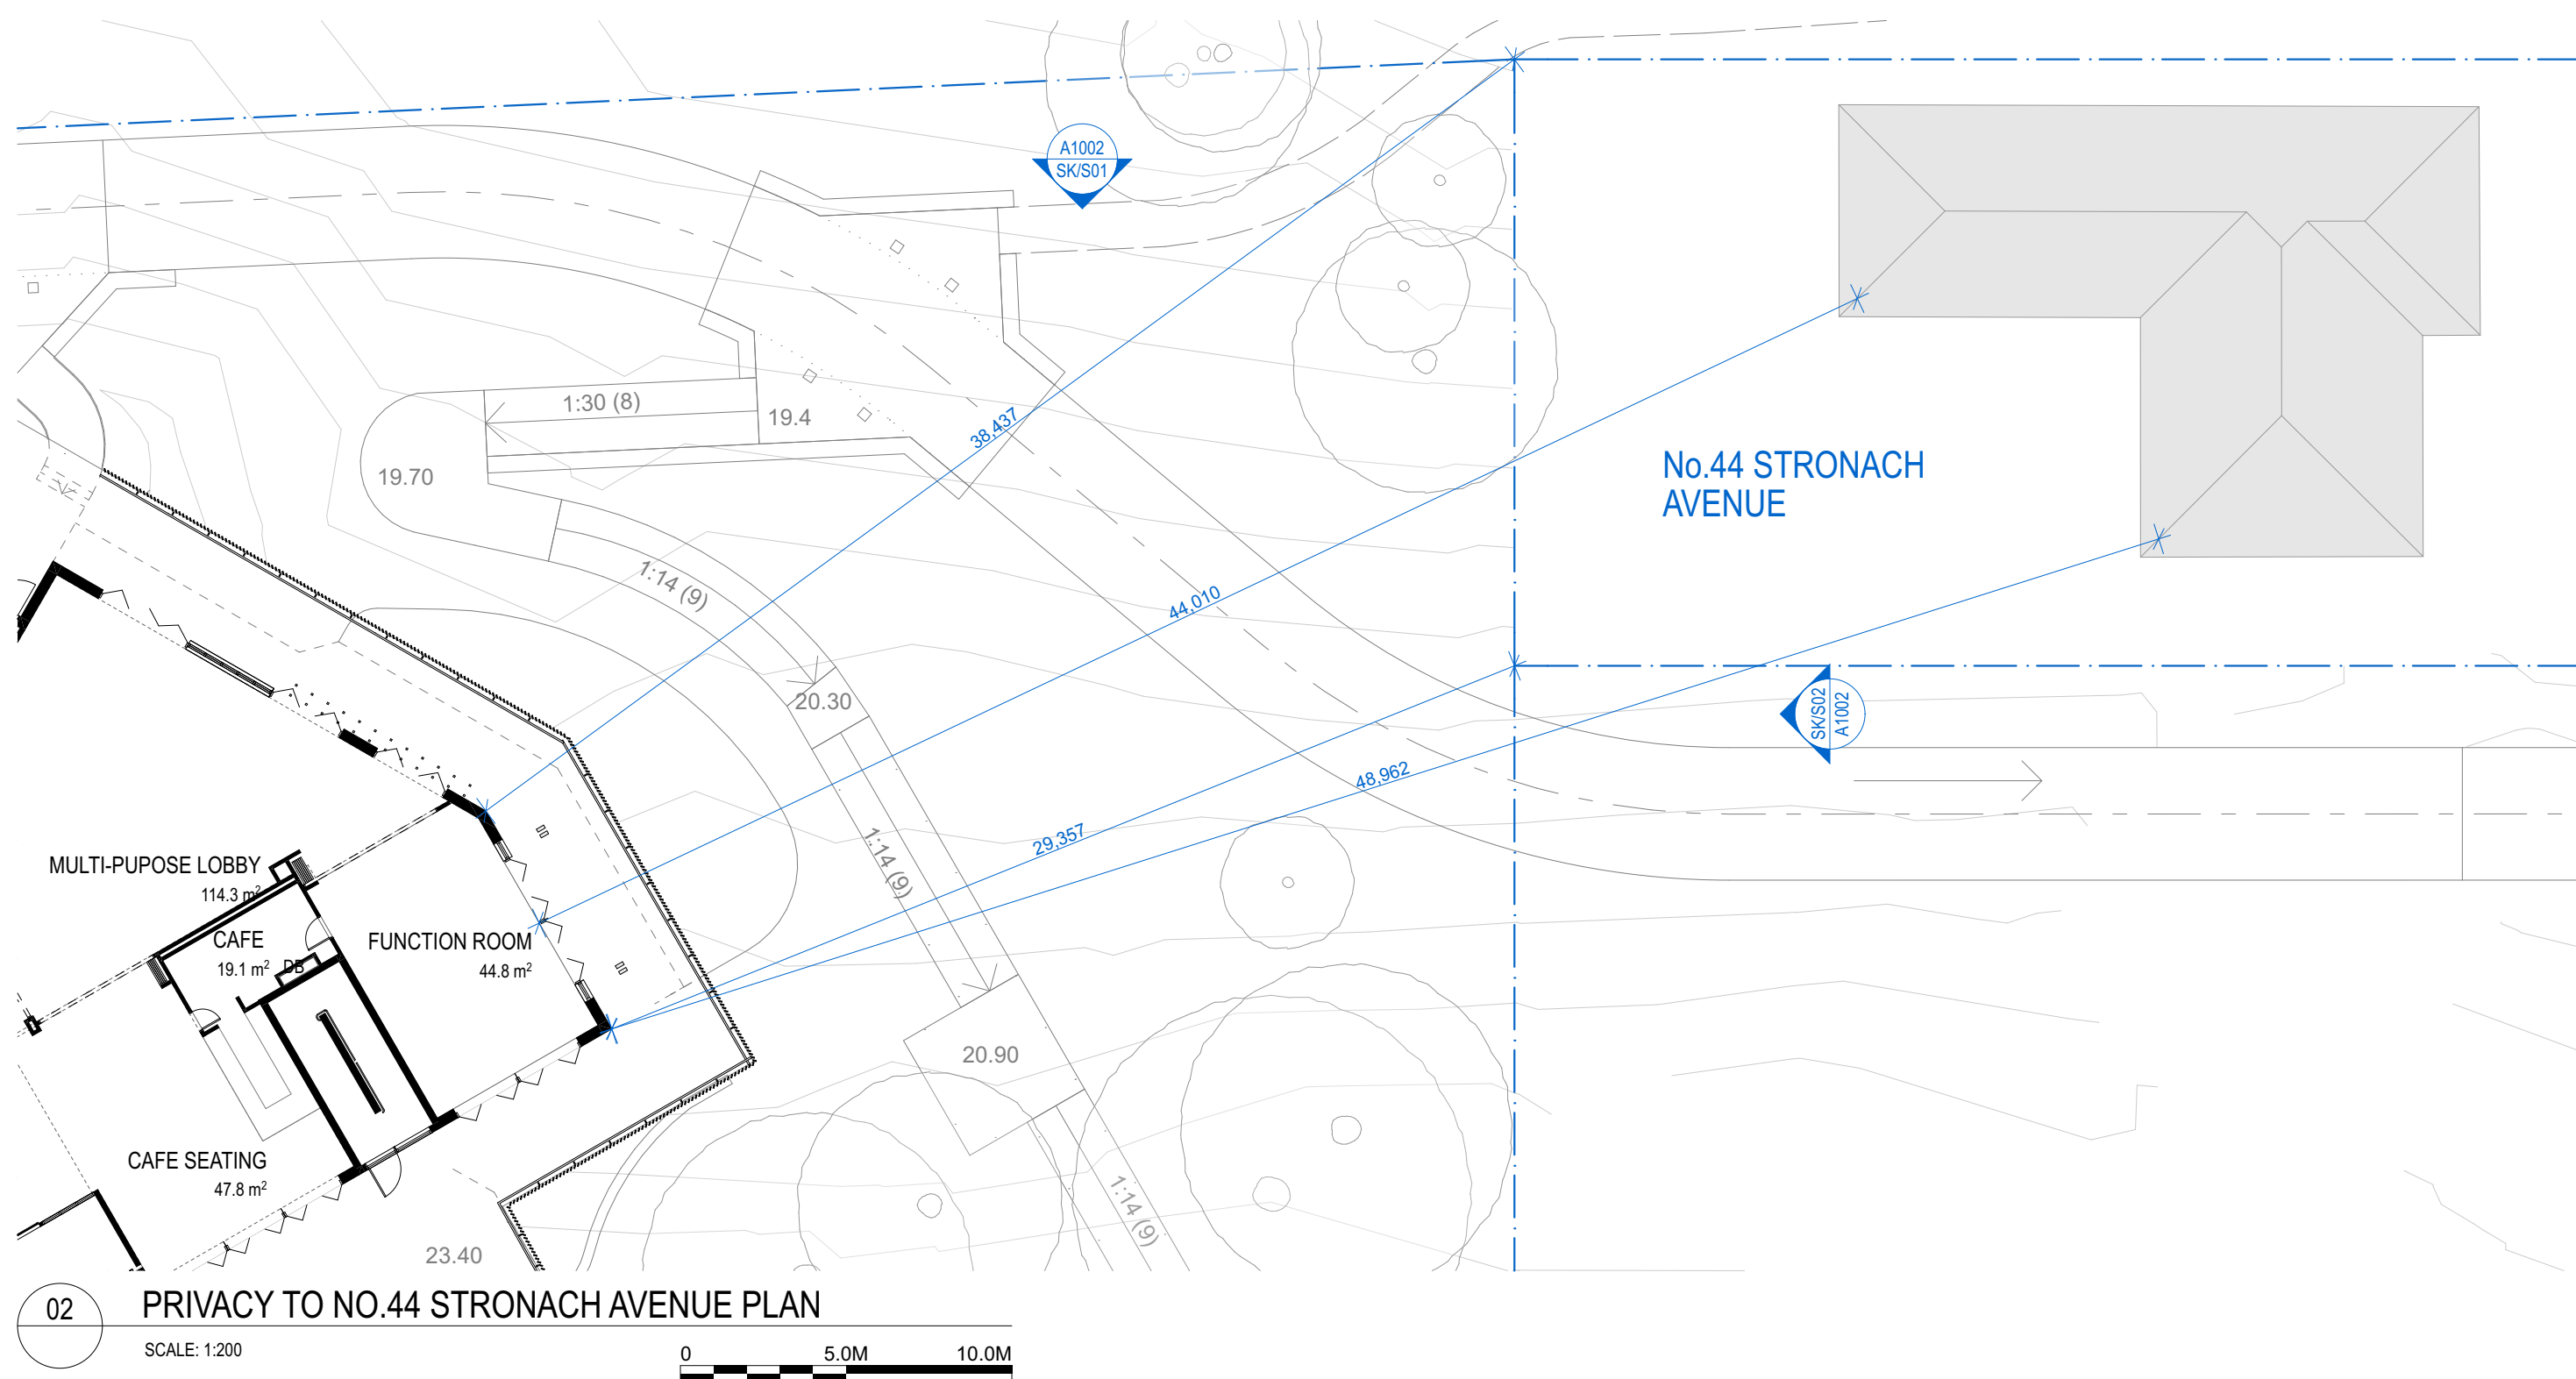 A1002
SK/S01
38,437
1:30 (8)
19.4
19.70
No.44 STRONACH
AVENUE
1:14 (9)
44,010
20.30
SK/S02
A1002
48,962
29,357
1:14 (9)
MULTI-PUPOSE LOBBY
114.3 m²
CAFE
19.1 m²
DB
FUNCTION ROOM
44.8 m²
20.90
CAFE SEATING
47.8 m²
1:14 (9)
23.40
02
PRIVACY TO NO.44 STRONACH AVENUE PLAN
SCALE: 1:200
0 5.0M 10.0M